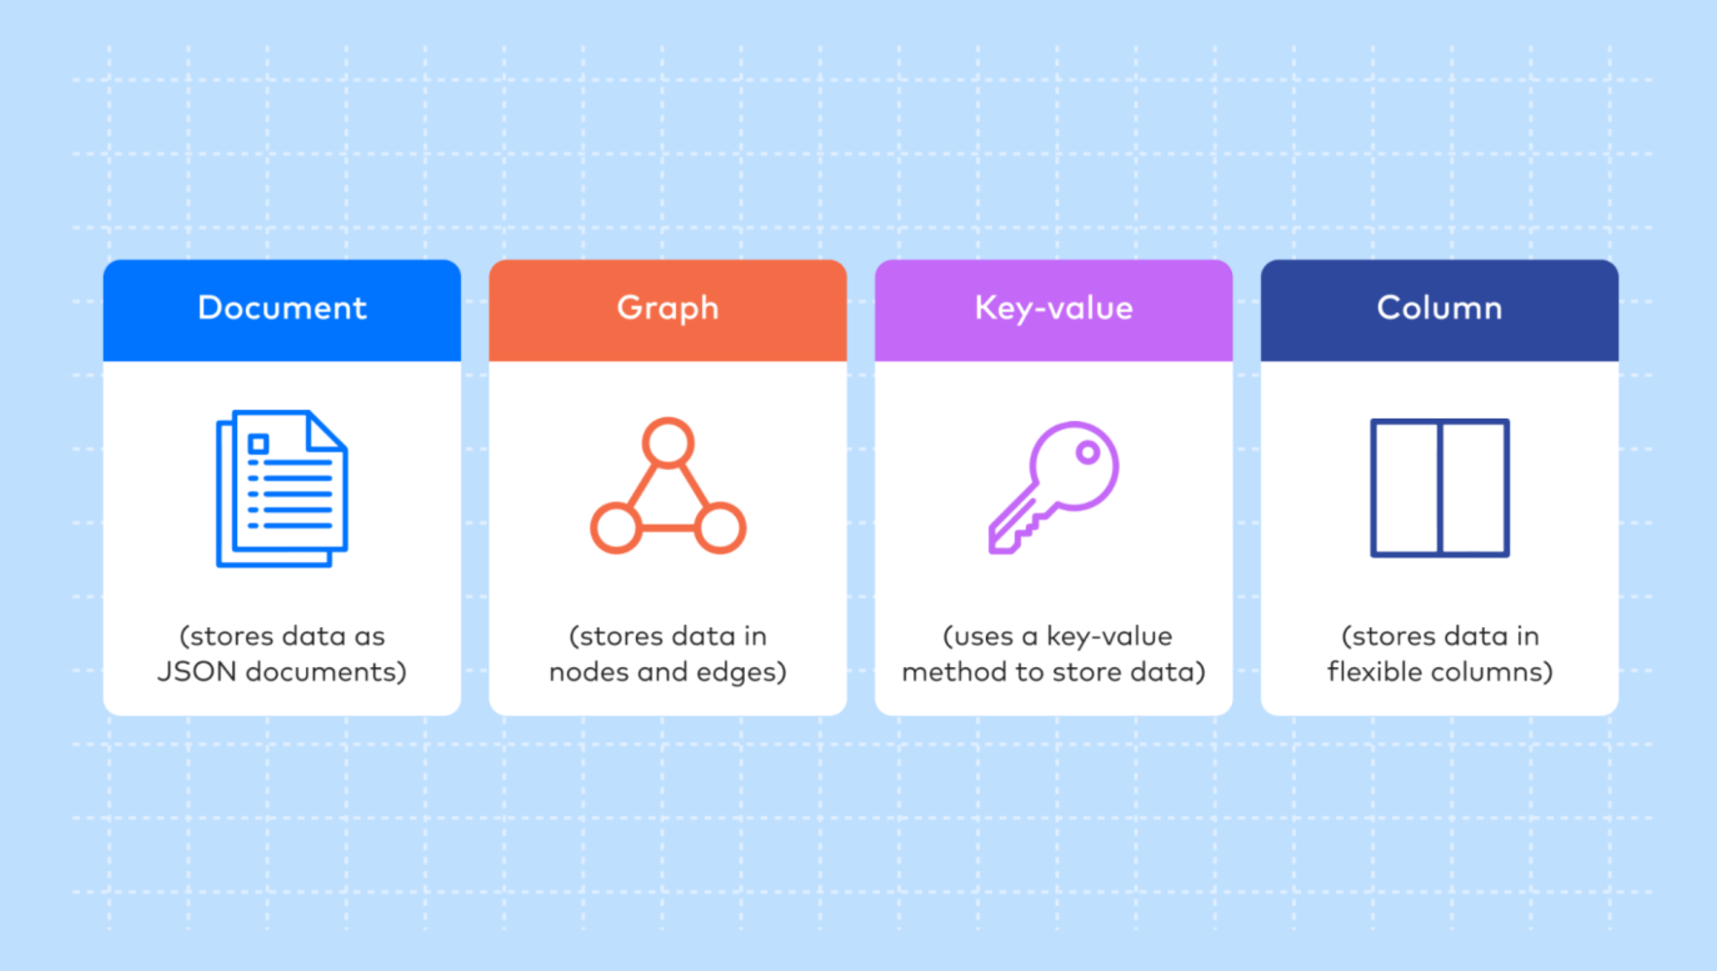 Document
(stores data as
JSON documents)
Graph
(stores data in
nodes and edges)
Key-value
(uses a key-value
method to store data)
Column
(stores data in
flexible columns)